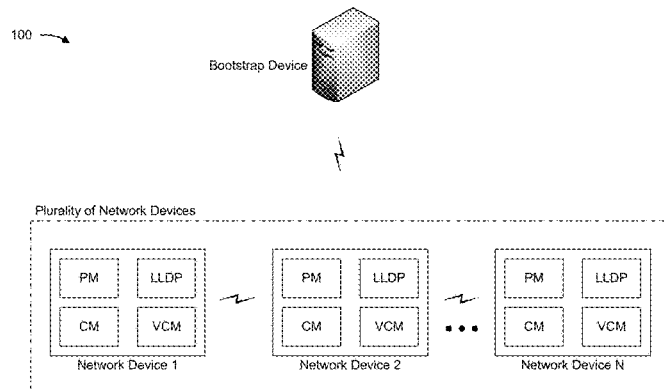 100
Bootstrap Device
Plurality of Network Devices
PM LLDP PM LLDP PM LLDP
CM VCM CM VCM CM VCM
Network Device 1 Network Device 2 Network Device N